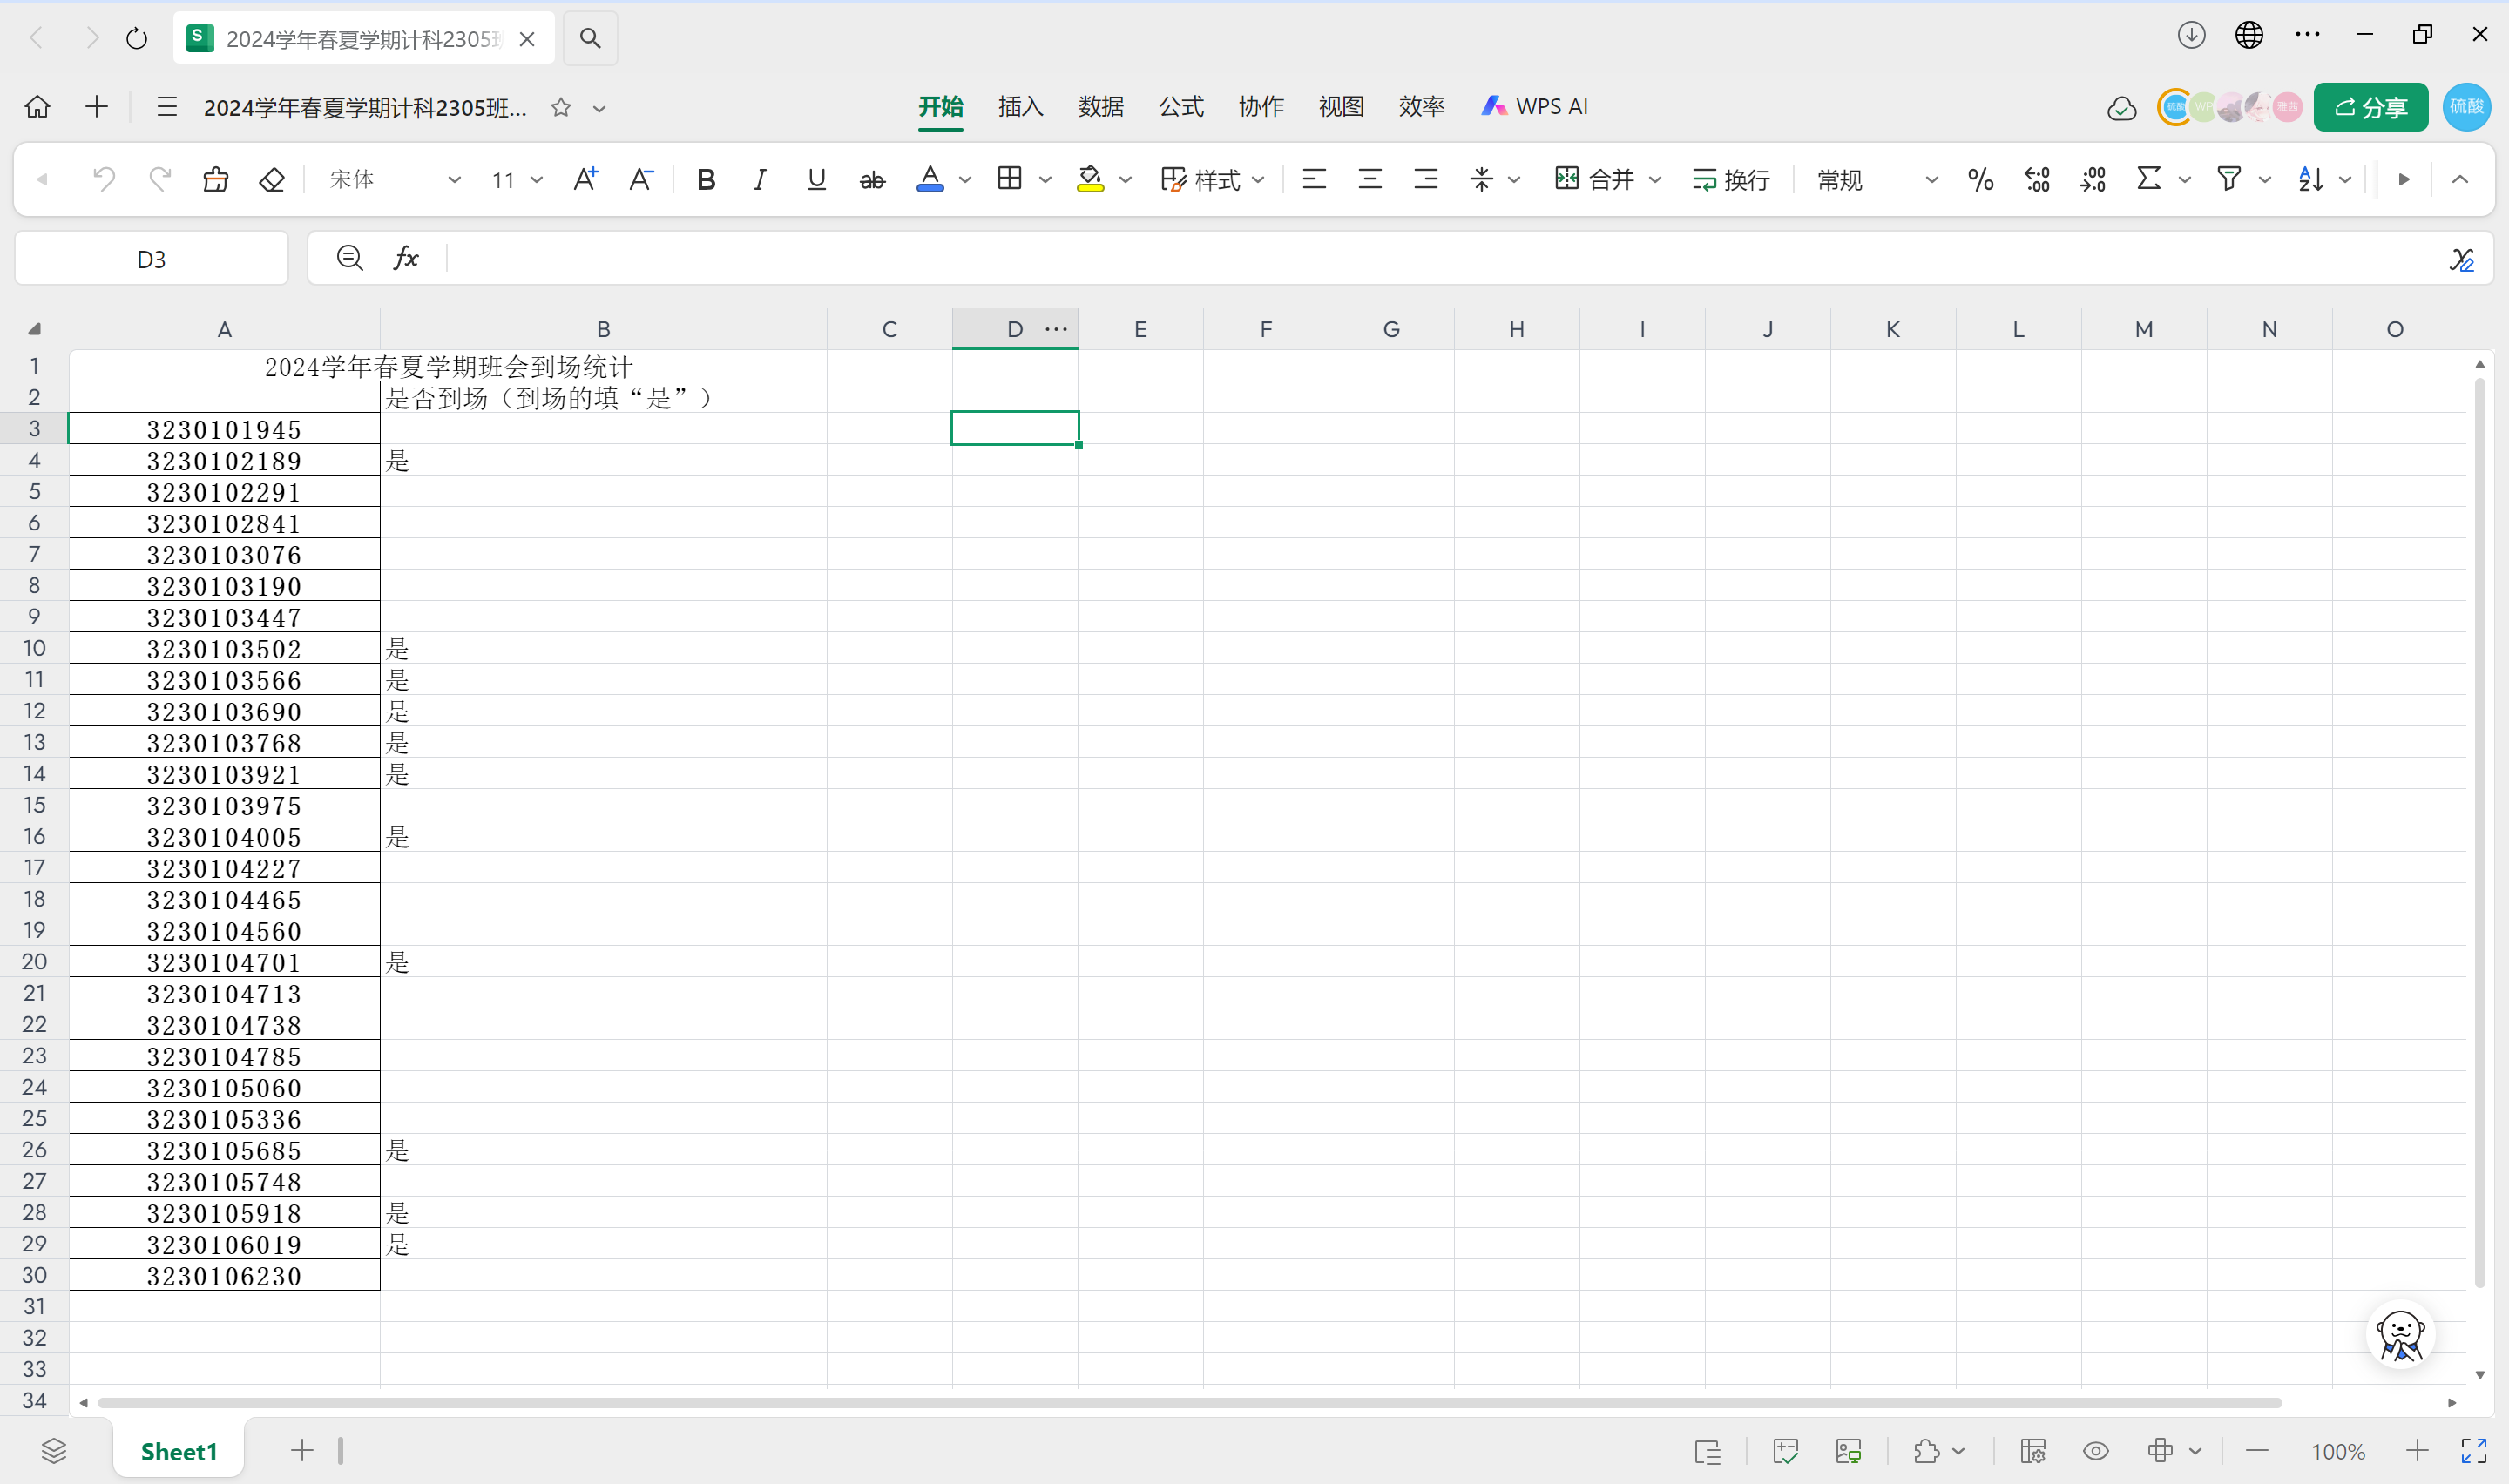 2024学年春夏学期计科2305班
2024学年春夏学期计科2305班...
开始 插入 数据 公式 协作 视图 效率 WPS AI
分享 硫酸
宋体 11 B I U ab A 样式 合并 换行 常规 %
D3 fx
A B C D E F G H I J K L M N O
1 2024学年春夏学期班会到场统计
2 是否到场（到场的填“是”）
3 3230101945
4 3230102189 是
5 3230102291
6 3230102841
7 3230103076
8 3230103190
9 3230103447
10 3230103502 是
11 3230103566 是
12 3230103690 是
13 3230103768 是
14 3230103921 是
15 3230103975
16 3230104005 是
17 3230104227
18 3230104465
19 3230104560
20 3230104701 是
21 3230104713
22 3230104738
23 3230104785
24 3230105060
25 3230105336
26 3230105685 是
27 3230105748
28 3230105918 是
29 3230106019 是
30 3230106230
31
32
33
34
Sheet1 100%